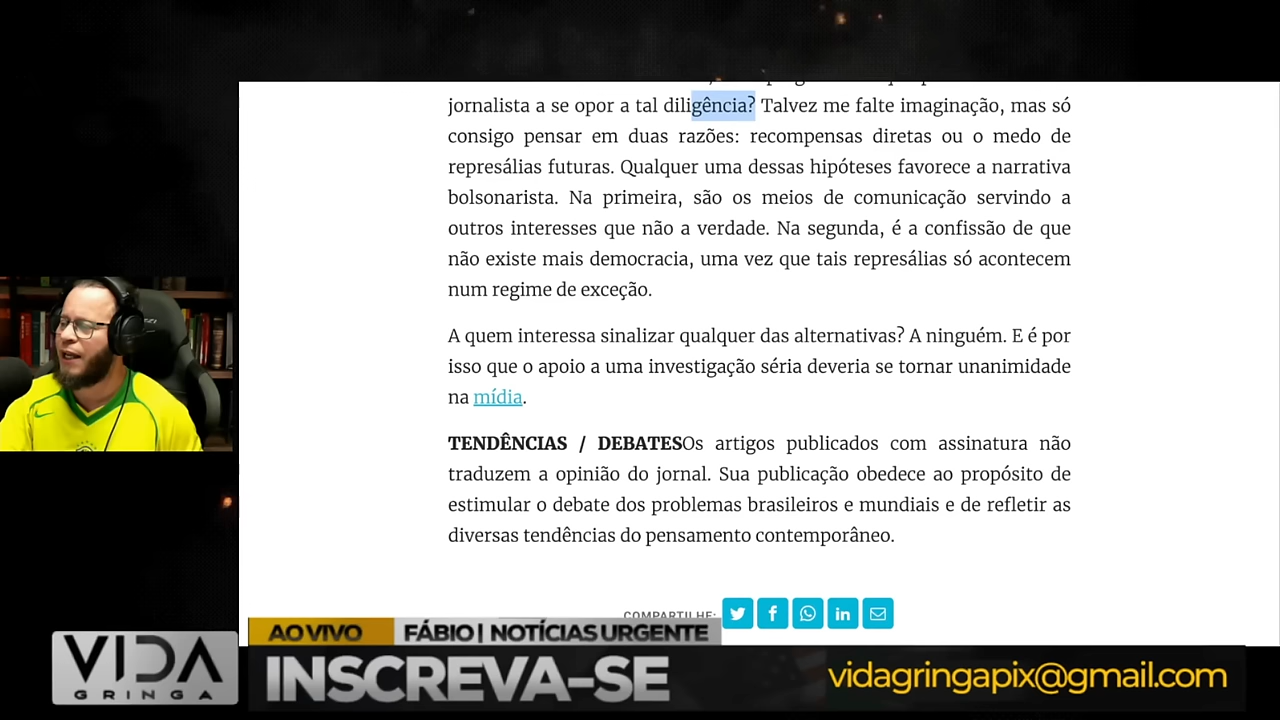 jornalista a se opor a tal diligência? Talvez me falte imaginação, mas só
consigo pensar em duas razões: recompensas diretas ou o medo de
represálias futuras. Qualquer uma dessas hipóteses favorece a narrativa
bolsonarista. Na primeira, são os meios de comunicação servindo a
outros interesses que não a verdade. Na segunda, é a confissão de que
não existe mais democracia, uma vez que tais represálias só acontecem
num regime de exceção.
A quem interessa sinalizar qualquer das alternativas? A ninguém. E é por
isso que o apoio a uma investigação séria deveria se tornar unanimidade
na mídia.
TENDÊNCIAS / DEBATESOs artigos publicados com assinatura não
traduzem a opinião do jornal. Sua publicação obedece ao propósito de
estimular o debate dos problemas brasileiros e mundiais e de refletir as
diversas tendências do pensamento contemporâneo.
COMPARTILHE:
AO VIVO FÁBIO | NOTÍCIAS URGENTE
VIDA
GRINGA
INSCREVA-SE
vidagringapix@gmail.com